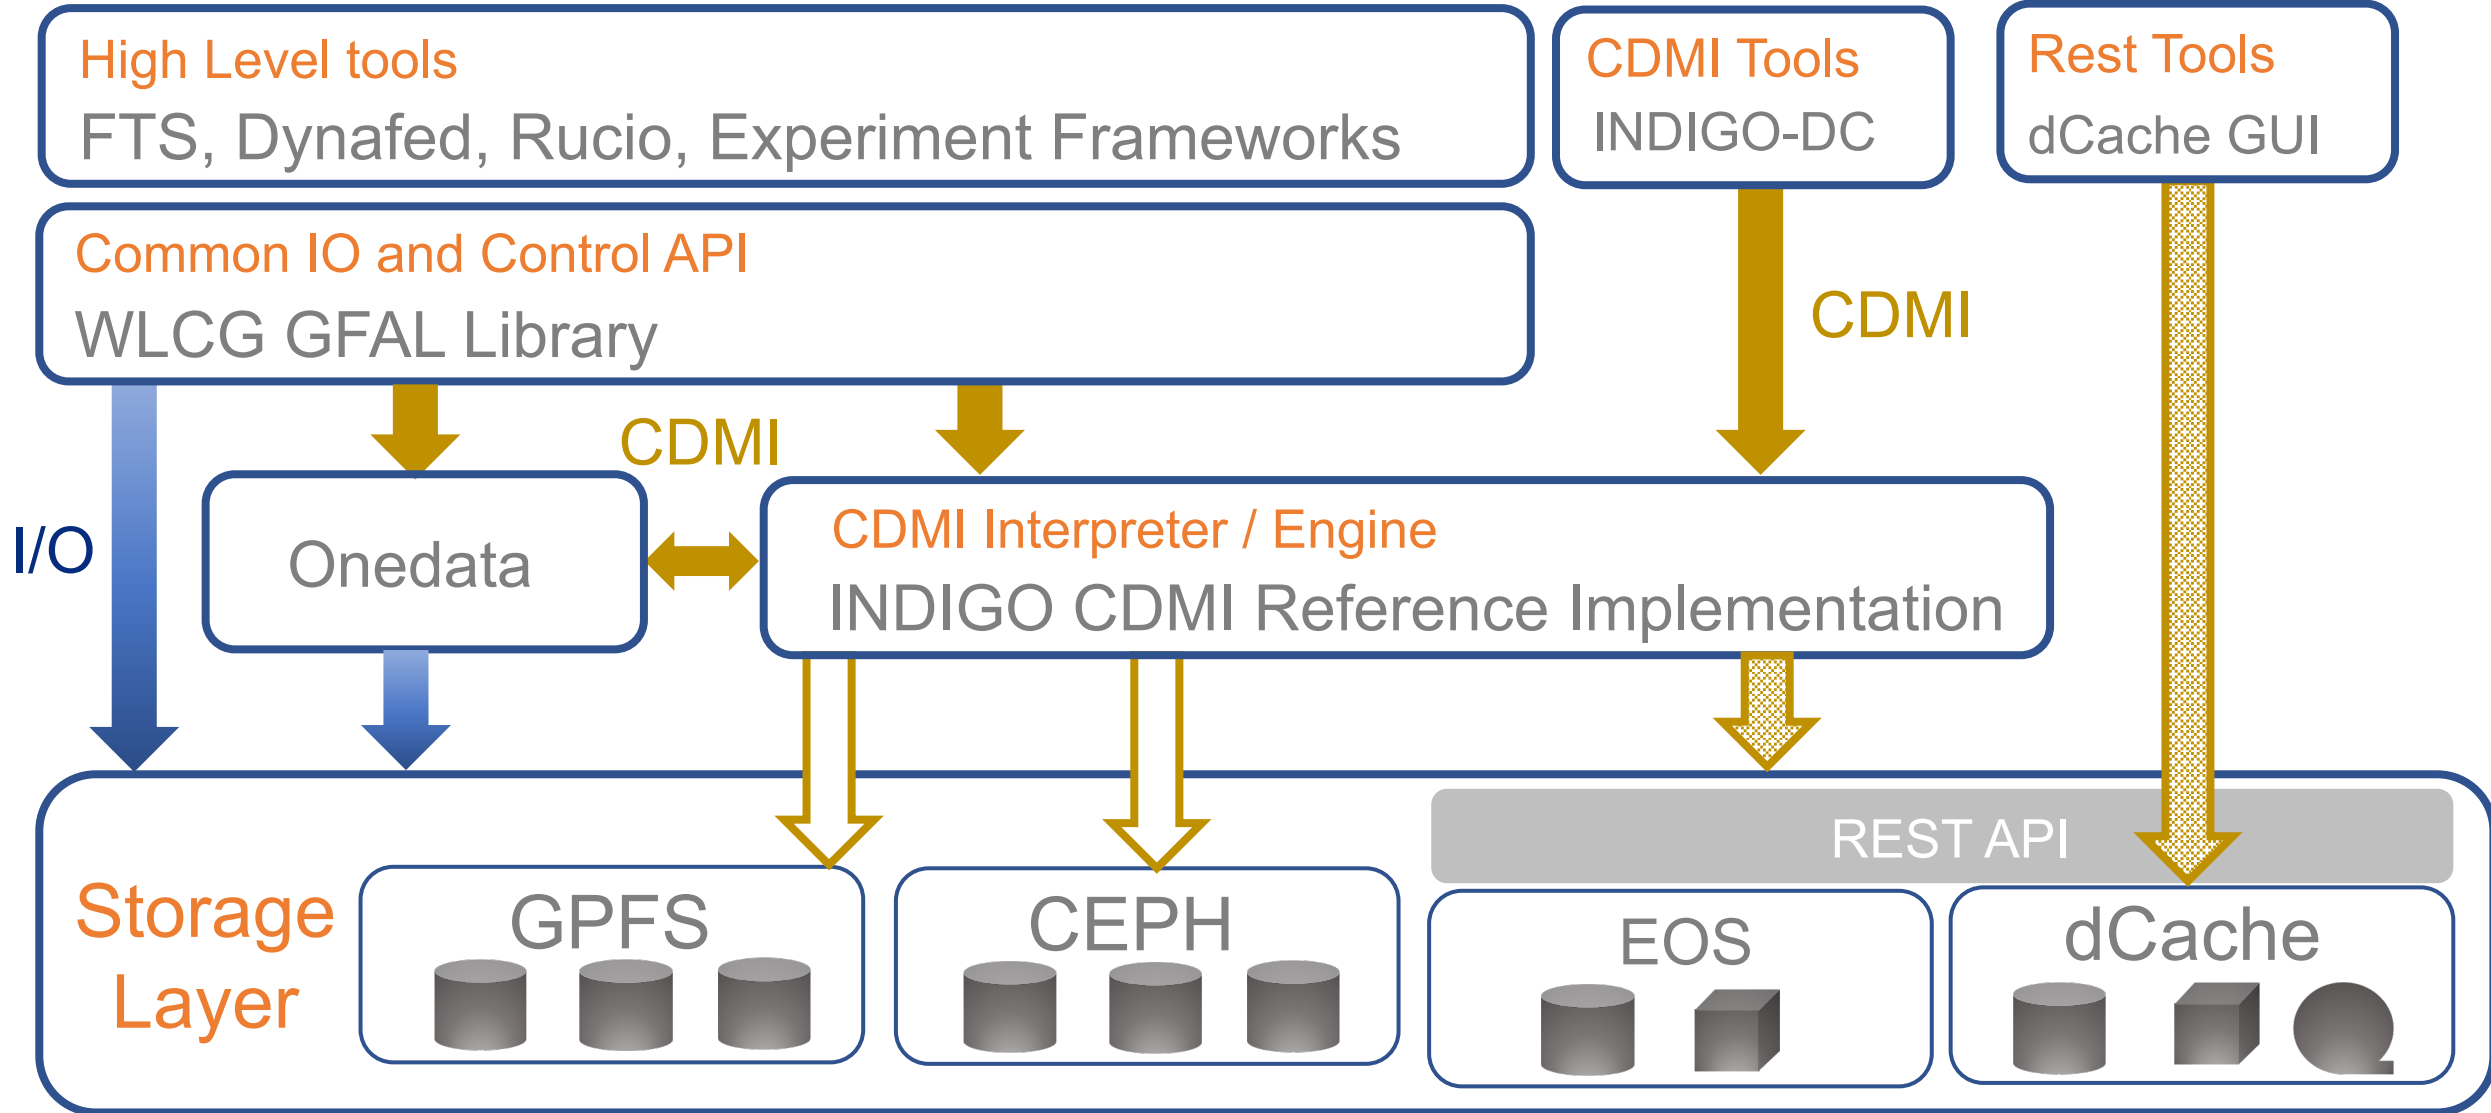 High Level tools
FTS, Dynafed, Rucio, Experiment Frameworks
CDMI Tools
INDIGO-DC
Rest Tools
dCache GUI
Common IO and Control API
WLCG GFAL Library
CDMI
CDMI
I/O
Onedata
CDMI Interpreter / Engine
INDIGO CDMI Reference Implementation
REST API
Storage
Layer
GPFS
CEPH
EOS
dCache